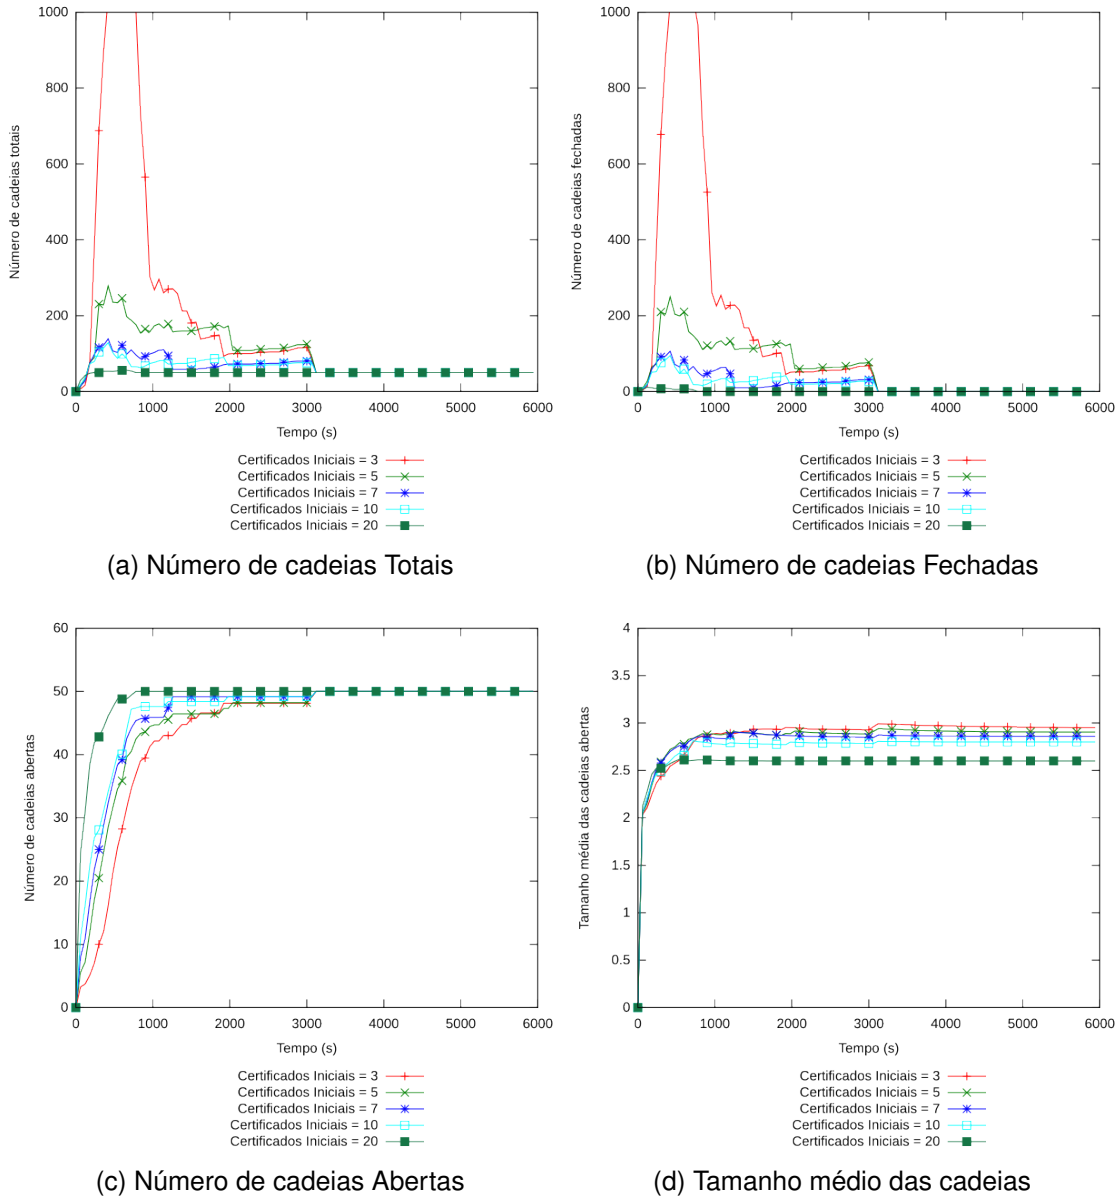 1000
800
600
400
200
0
Número de cadeias totais
0 1000 2000 3000 4000 5000 6000
Tempo (s)
Certificados Iniciais = 3
Certificados Iniciais = 5
Certificados Iniciais = 7
Certificados Iniciais = 10
Certificados Iniciais = 20
(a) Número de cadeias Totais
1000
800
600
400
200
0
Número de cadeias fechadas
0 1000 2000 3000 4000 5000 6000
Tempo (s)
Certificados Iniciais = 3
Certificados Iniciais = 5
Certificados Iniciais = 7
Certificados Iniciais = 10
Certificados Iniciais = 20
(b) Número de cadeias Fechadas
60
50
40
30
20
10
0
Número de cadeias abertas
0 1000 2000 3000 4000 5000 6000
Tempo (s)
Certificados Iniciais = 3
Certificados Iniciais = 5
Certificados Iniciais = 7
Certificados Iniciais = 10
Certificados Iniciais = 20
(c) Número de cadeias Abertas
4
3.5
3
2.5
2
1.5
1
0.5
0
Tamanho média das cadeias abertas
0 1000 2000 3000 4000 5000 6000
Tempo (s)
Certificados Iniciais = 3
Certificados Iniciais = 5
Certificados Iniciais = 7
Certificados Iniciais = 10
Certificados Iniciais = 20
(d) Tamanho médio das cadeias